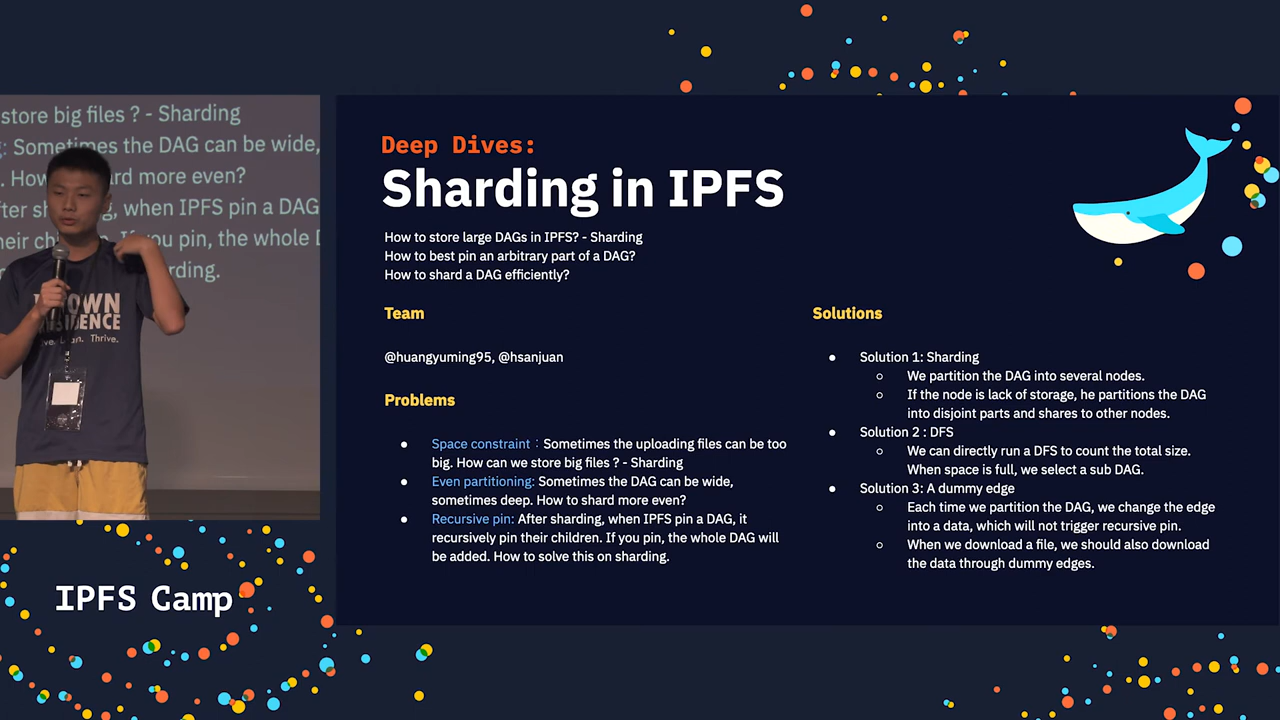 store big files ? - Sharding
: Sometimes the DAG can be wide,
. How rd more even?
fter sh g, when IPFS pin a DAG
heir ch If you pin, the whole
rding.
Thrive.
IPFS Camp
Deep Dives:
Sharding in IPFS
How to store large DAGs in IPFS? - Sharding
How to best pin an arbitrary part of a DAG?
How to shard a DAG efficiently?
Team
@huangyuming95, @hsanjuan
Problems
● Space constraint：Sometimes the uploading files can be too
big. How can we store big files ? - Sharding
● Even partitioning: Sometimes the DAG can be wide,
sometimes deep. How to shard more even?
● Recursive pin: After sharding, when IPFS pin a DAG, it
recursively pin their children. If you pin, the whole DAG will
be added. How to solve this on sharding.
Solutions
● Solution 1: Sharding
○ We partition the DAG into several nodes.
○ If the node is lack of storage, he partitions the DAG
into disjoint parts and shares to other nodes.
● Solution 2 : DFS
○ We can directly run a DFS to count the total size.
When space is full, we select a sub DAG.
● Solution 3: A dummy edge
○ Each time we partition the DAG, we change the edge
into a data, which will not trigger recursive pin.
○ When we download a file, we should also download
the data through dummy edges.